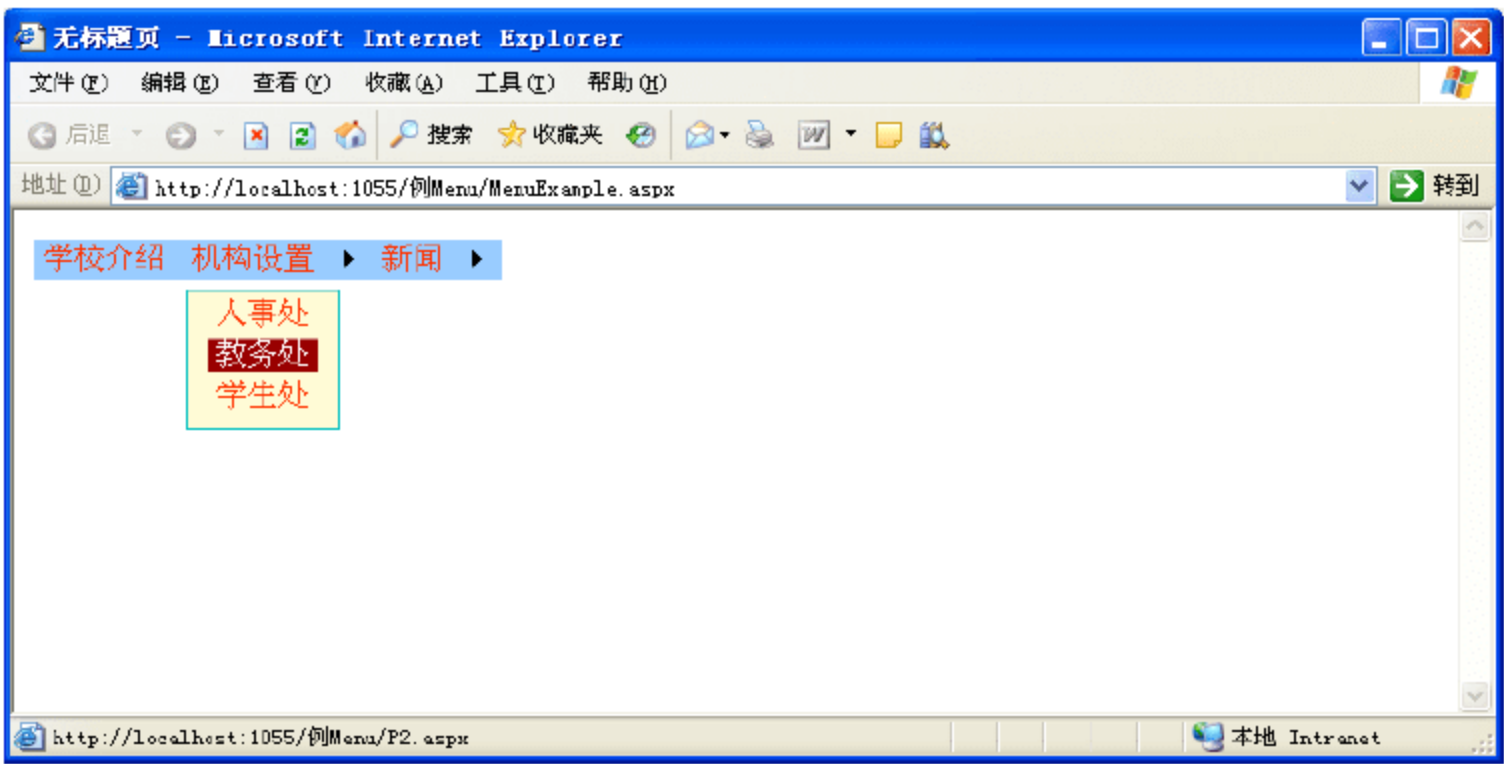 无标题页 - Microsoft Internet Explorer
文件(F) 编辑(E) 查看(V) 收藏(A) 工具(T) 帮助(H)
后退 搜索 收藏夹
地址(D) http://localhost:1055/例Menu/MenuExample.aspx 转到
学校介绍 机构设置 新闻
人事处
教务处
学生处
http://localhost:1055/例Menu/P2.aspx 本地 Intranet